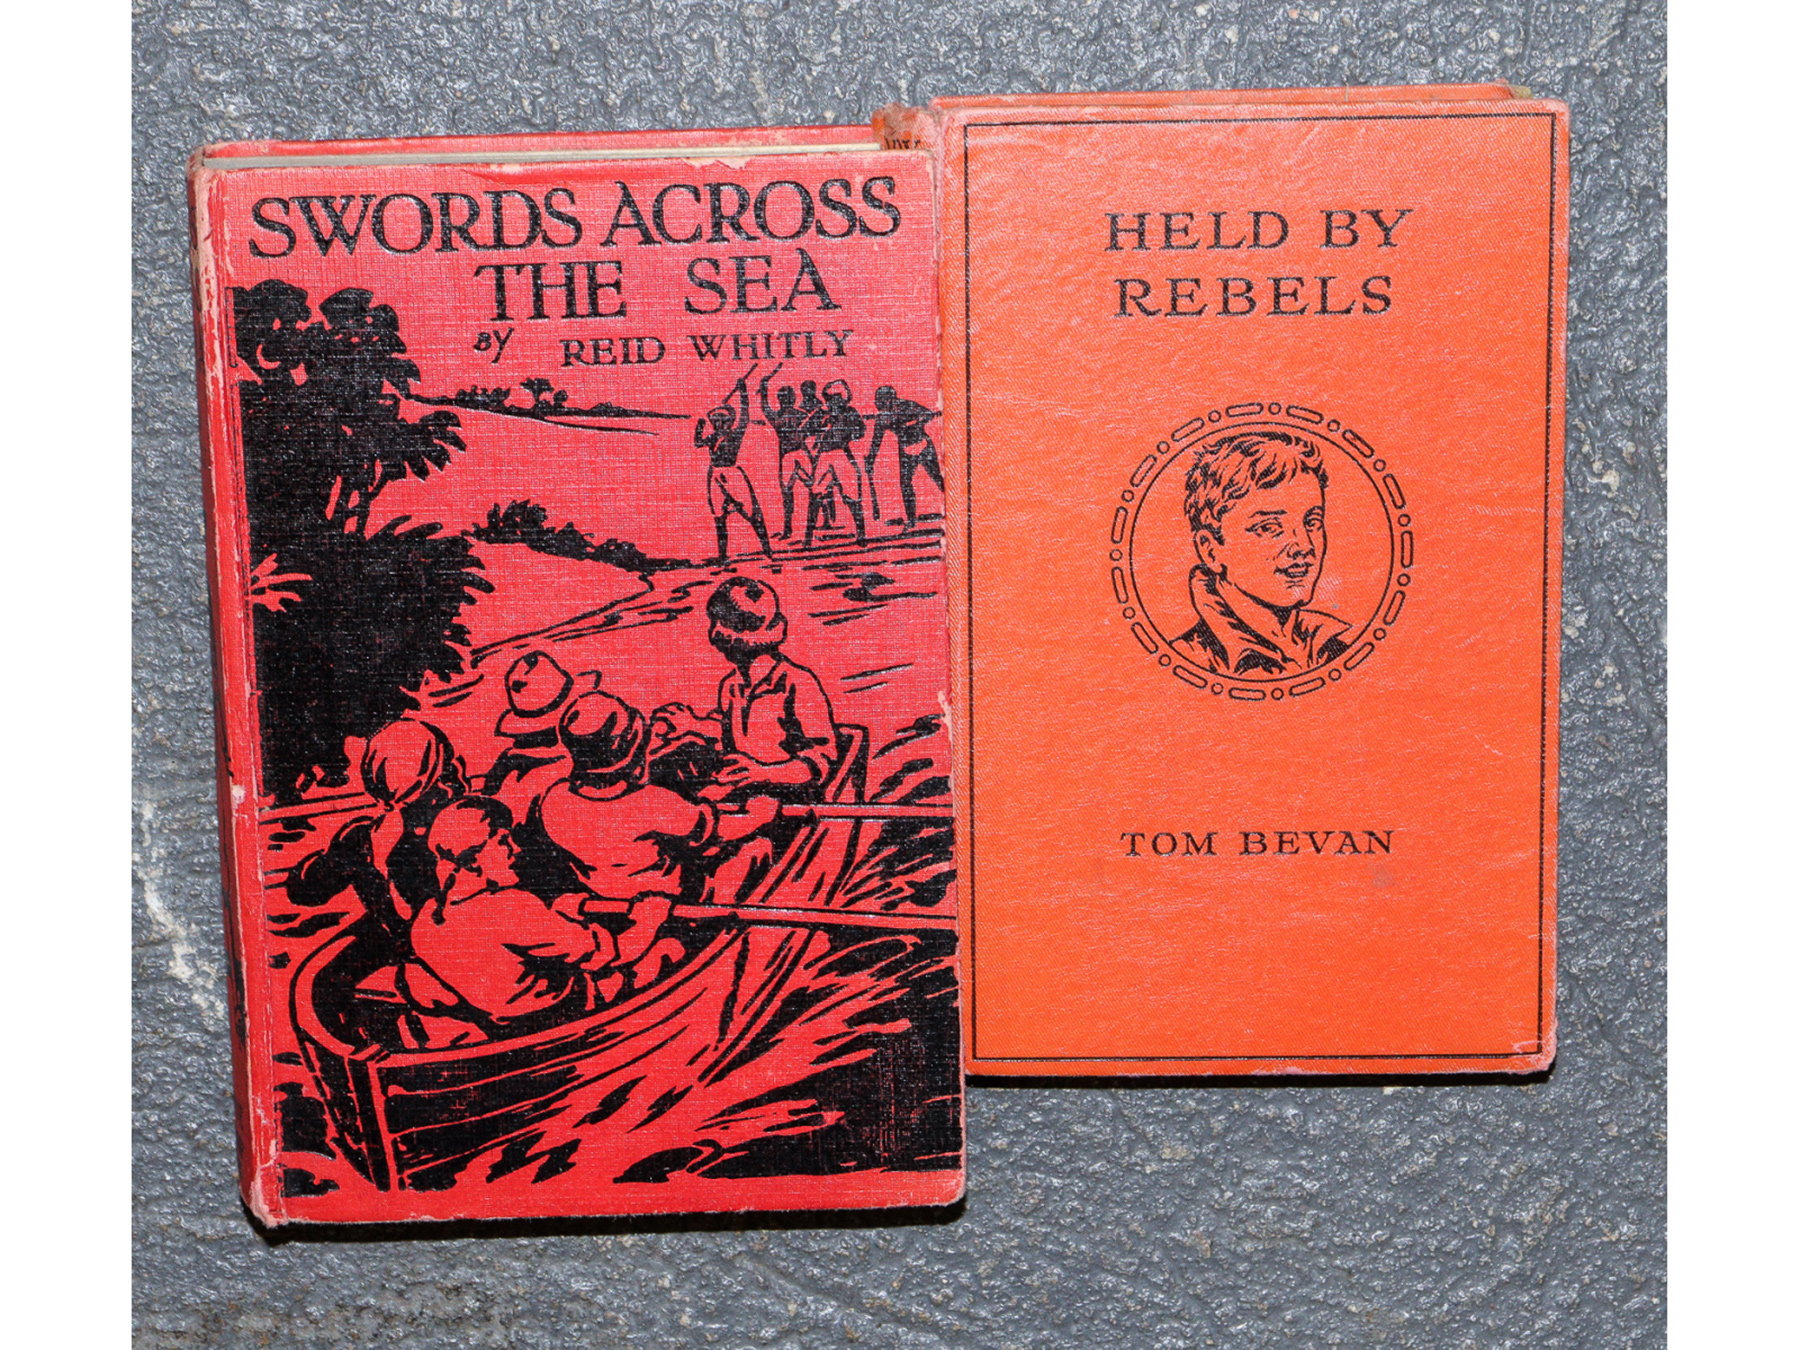 SWORDS ACROSS
THE SEA
BY REID WHITLY
HELD BY
REBELS
TOM BEVAN